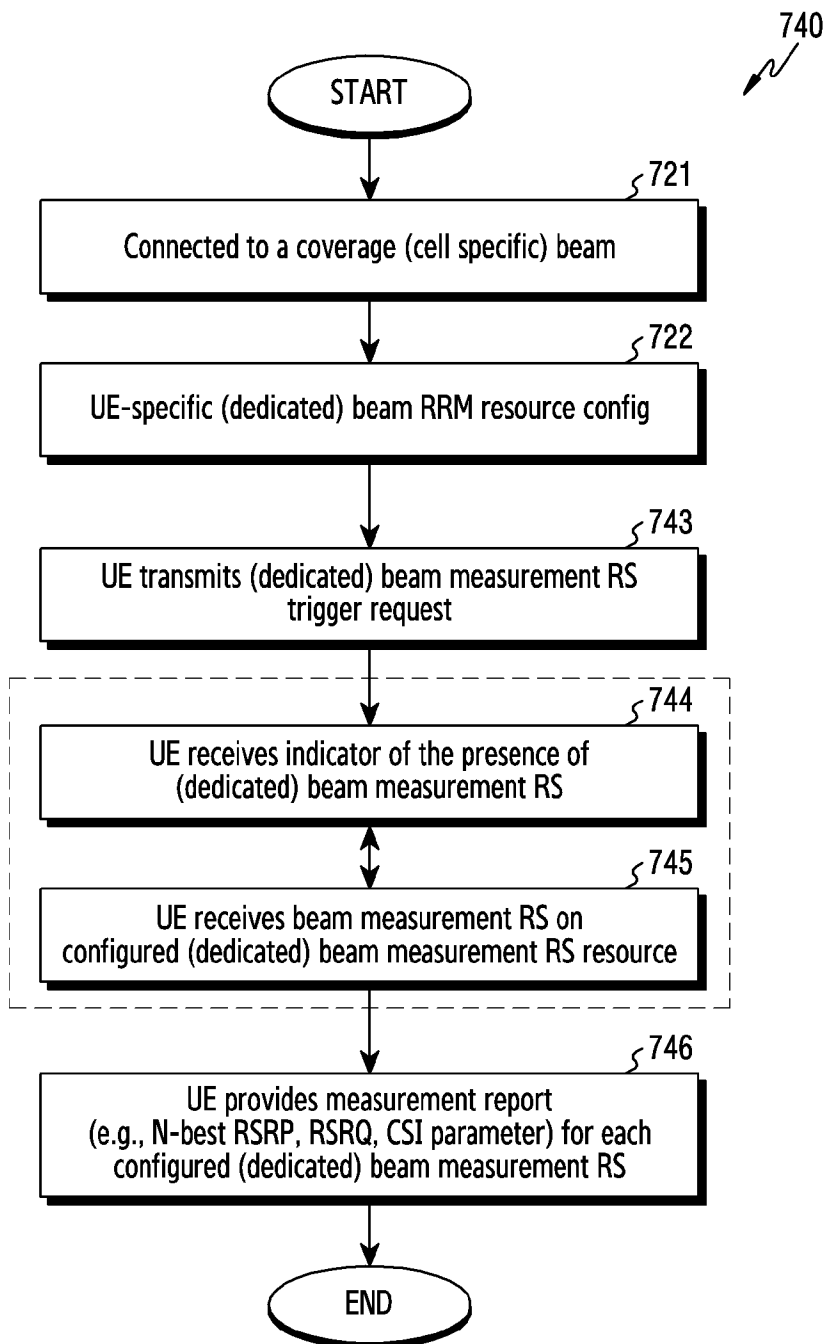 740
START
721
Connected to a coverage (cell specific) beam
722
UE-specific (dedicated) beam RRM resource config
743
UE transmits (dedicated) beam measurement RS
trigger request
744
UE receives indicator of the presence of
(dedicated) beam measurement RS
745
UE receives beam measurement RS on
configured (dedicated) beam measurement RS resource
746
UE provides measurement report
(e.g., N-best RSRP, RSRQ, CSI parameter) for each
configured (dedicated) beam measurement RS
END